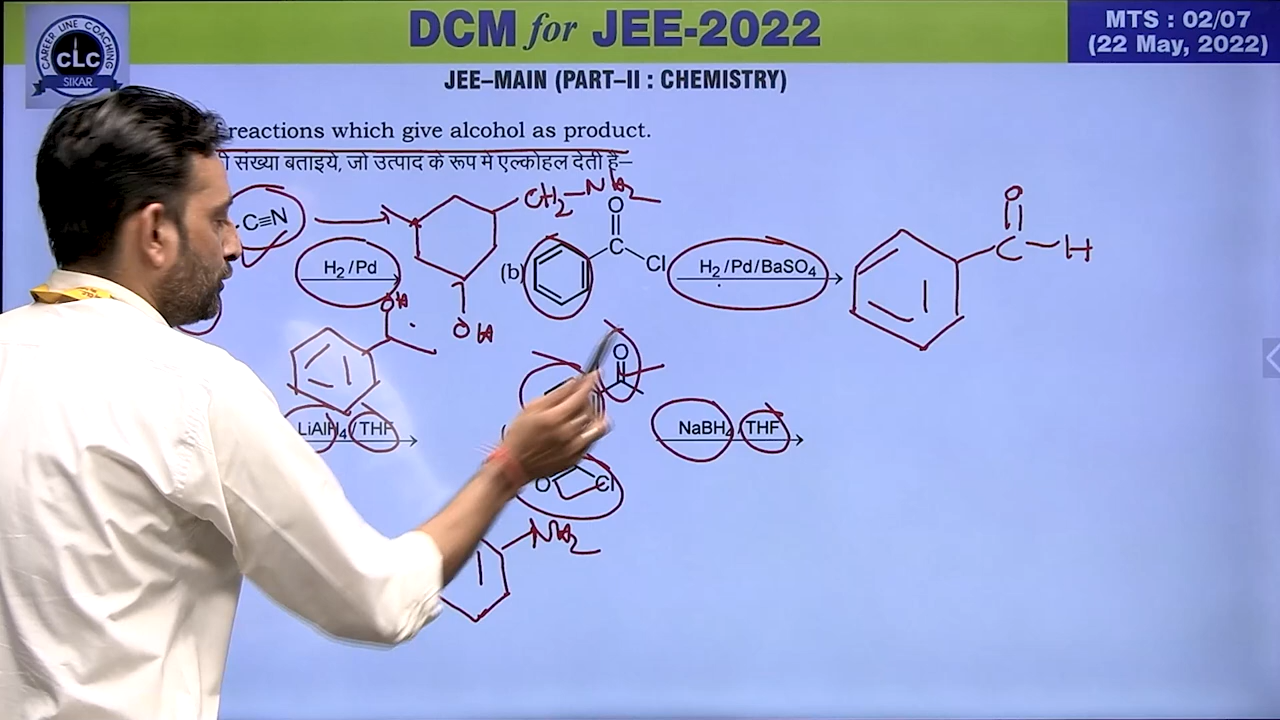 DCM for JEE-2022
MTS : 02/07
(22 May, 2022)
CAREER LINE COACHING
CLC
SIKAR
JEE–MAIN (PART–II : CHEMISTRY)
reactions which give alcohol as product.
संख्या बताइये, जो उत्पाद के रूप मे एल्कोहल देती है–
C≡N
CH₂–NH₂
O
O
H₂/Pd
(b)
C
Cl
H₂/Pd/BaSO₄
C–H
OH
OH
O
LiAlH₄/THF
NaBH₄/THF
O
Cl
NH₂